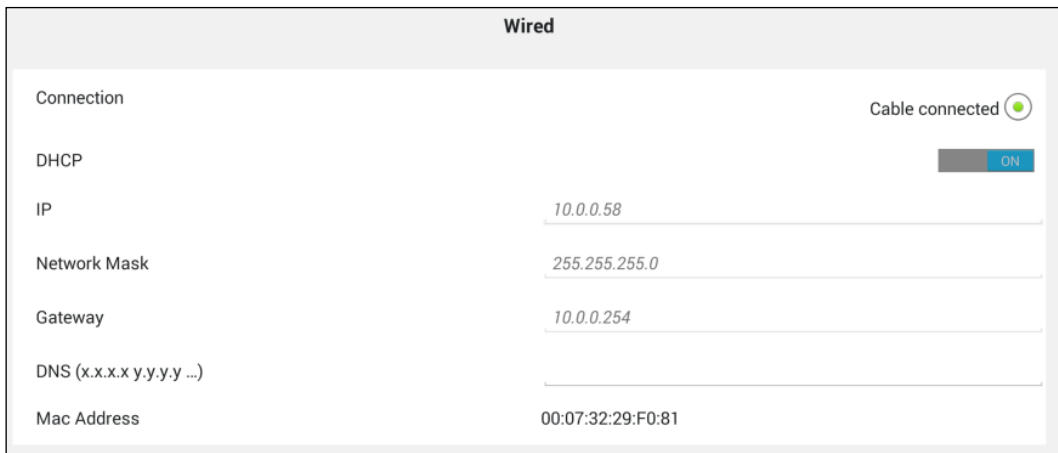 Wired
Connection
Cable connected
DHCP
ON
IP
10.0.0.58
Network Mask
255.255.255.0
Gateway
10.0.0.254
DNS (x.x.x.x y.y.y.y ...)
Mac Address
00:07:32:29:F0:81